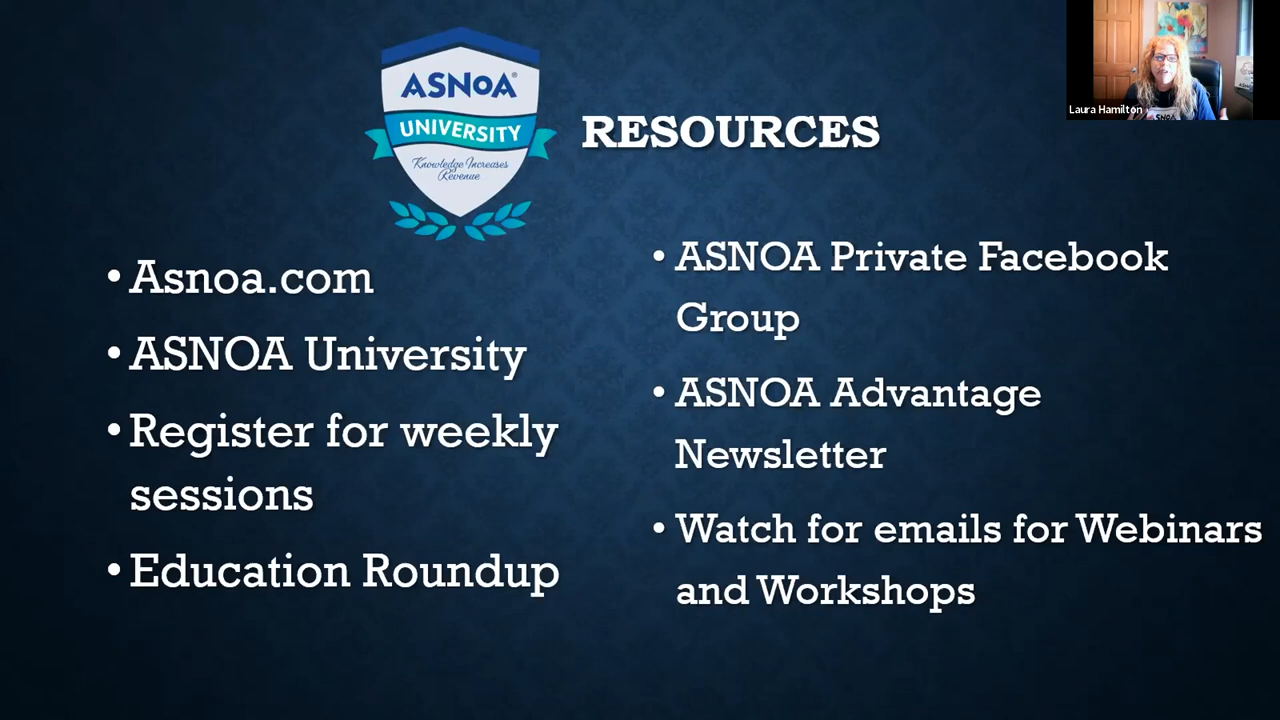 ASNOA®
UNIVERSITY
Knowledge Increases
Revenue
RESOURCES
Laura Hamilton
ASNOA
• Asnoa.com
• ASNOA University
• Register for weekly
sessions
• Education Roundup
• ASNOA Private Facebook
Group
• ASNOA Advantage
Newsletter
• Watch for emails for Webinars
and Workshops